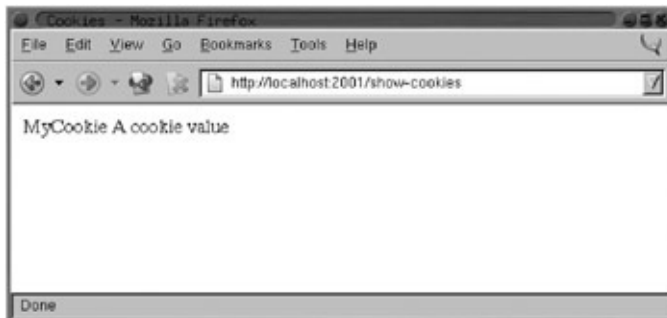 Cookies - Mozilla Firefox
File Edit View Go Bookmarks Tools Help
http://localhost:2001/show-cookies
MyCookie A cookie value
Done